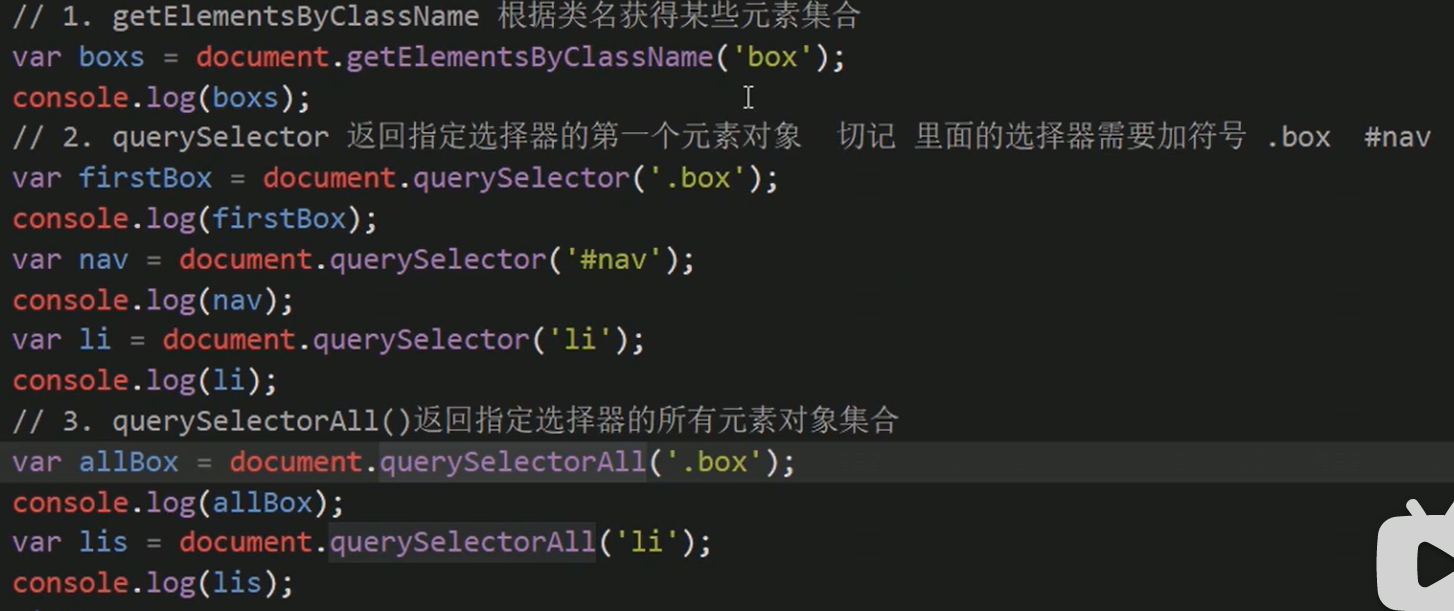 // 1. getElementsByClassName 根据类名获得某些元素集合
var boxs = document.getElementsByClassName('box');
console.log(boxs);
// 2. querySelector 返回指定选择器的第一个元素对象  切记 里面的选择器需要加符号 .box  #nav
var firstBox = document.querySelector('.box');
console.log(firstBox);
var nav = document.querySelector('#nav');
console.log(nav);
var li = document.querySelector('li');
console.log(li);
// 3. querySelectorAll()返回指定选择器的所有元素对象集合
var allBox = document.querySelectorAll('.box');
console.log(allBox);
var lis = document.querySelectorAll('li');
console.log(lis);